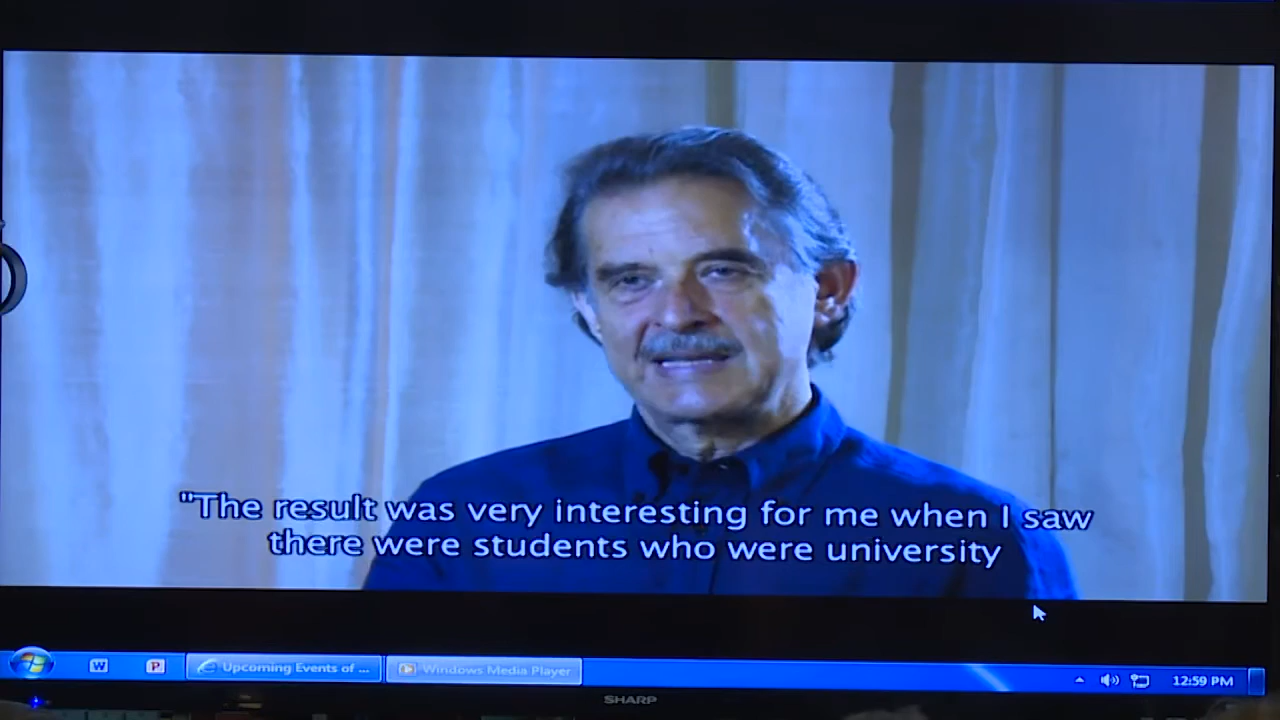 "The result was very interesting for me when I saw
there were students who were university
Upcoming Events of ...
Windows Media Player
12:59 PM
SHARP